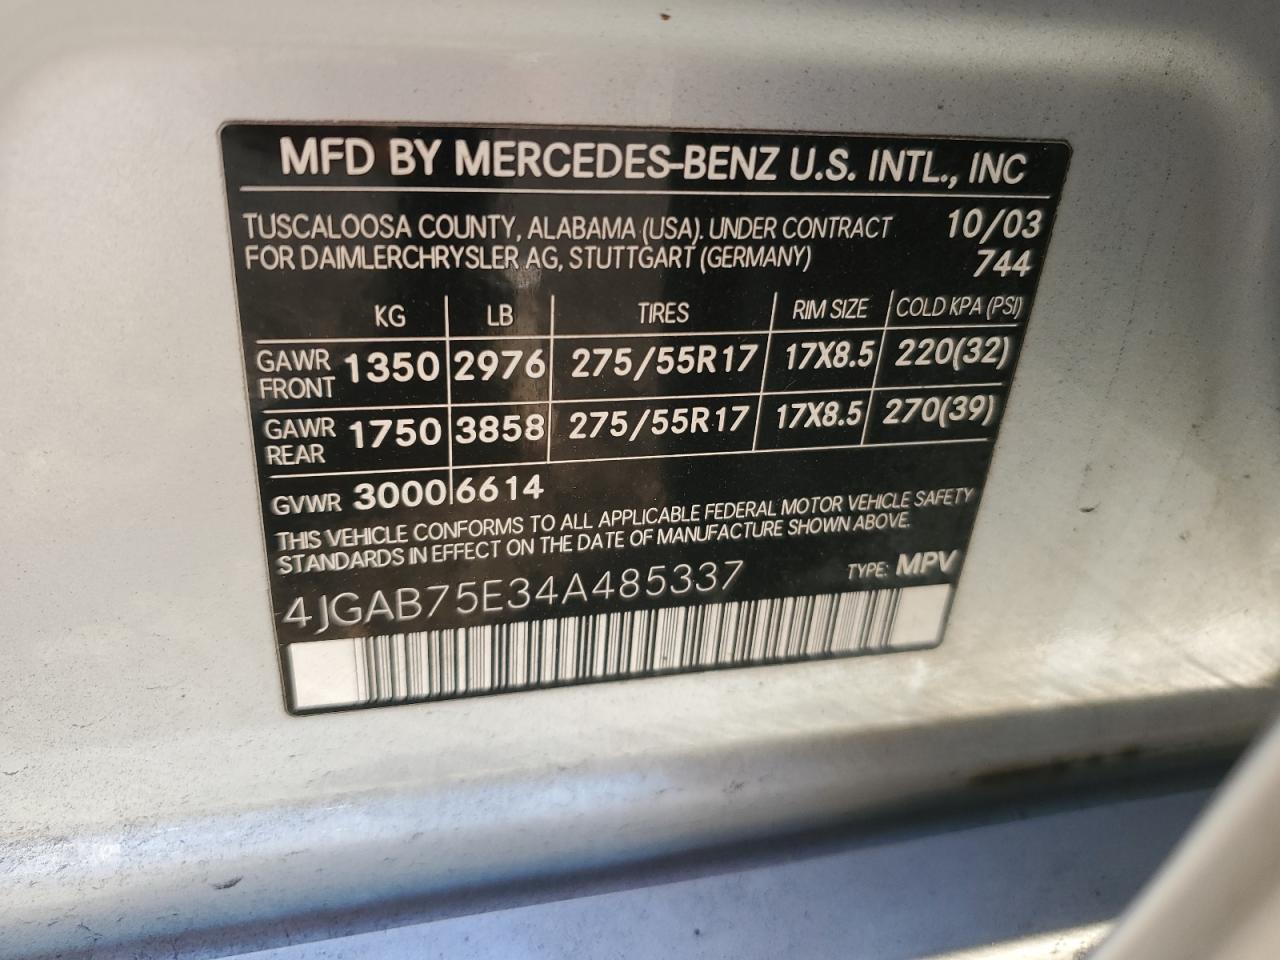 MFD BY MERCEDES-BENZ U.S. INTL., INC
TUSCALOOSA COUNTY, ALABAMA (USA). UNDER CONTRACT 10/03
FOR DAIMLERCHRYSLER AG, STUTTGART (GERMANY) 744
KG LB TIRES RIM SIZE COLD KPA (PSI)
GAWR FRONT 1350 2976 275/55R17 17X8.5 220(32)
GAWR REAR 1750 3858 275/55R17 17X8.5 270(39)
GVWR 3000 6614
THIS VEHICLE CONFORMS TO ALL APPLICABLE FEDERAL MOTOR VEHICLE SAFETY
STANDARDS IN EFFECT ON THE DATE OF MANUFACTURE SHOWN ABOVE.
4JGAB75E34A485337 TYPE: MPV